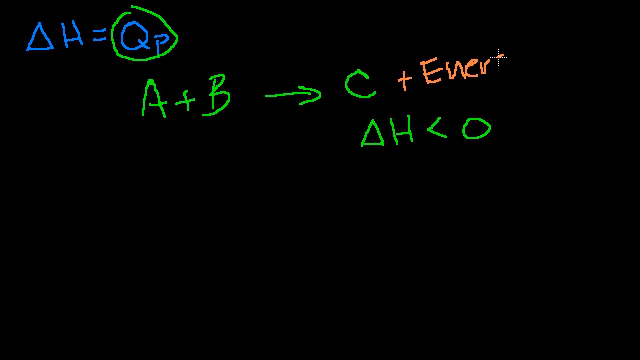 ΔH = Qp
A + B → C + Ener
ΔH < 0